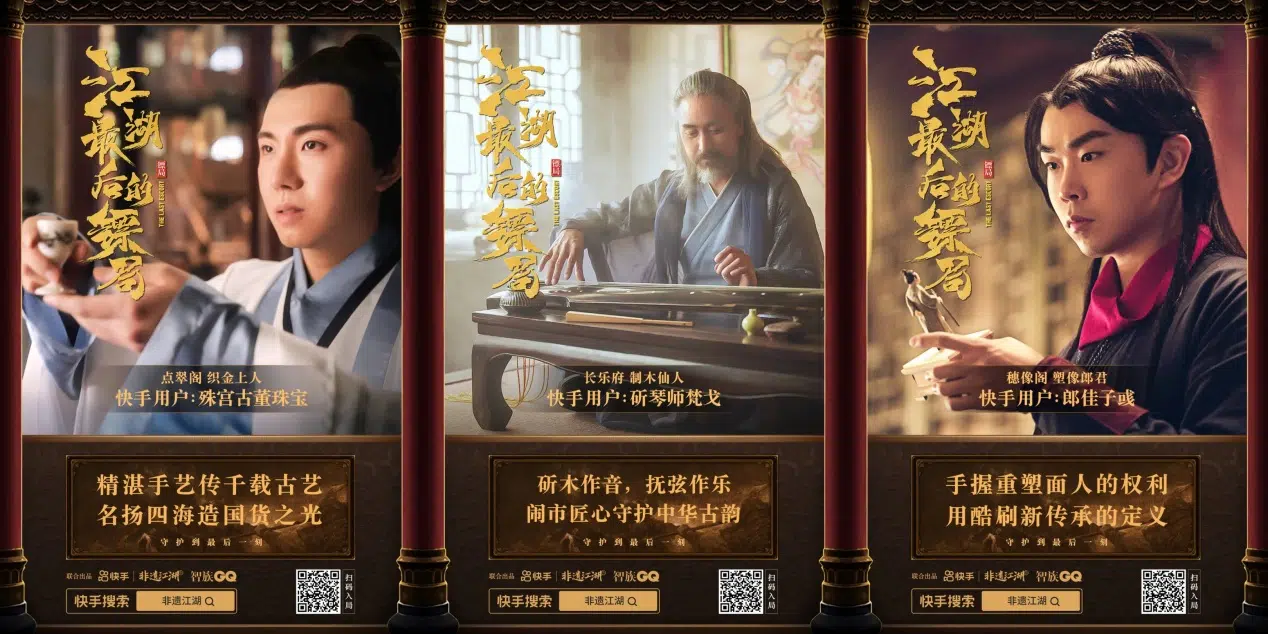 江湖
最后的
镖局
镖局
THE LAST ESCORT
点翠阁 织金上人
快手用户:殊宫古董珠宝
精湛手艺传千载古艺
名扬四海造国货之光
守护到最后一刻
联合出品 快手 非遗江湖 智族GQ
快手搜索 非遗江湖
扫码入局
江湖
最后的
镖局
镖局
THE LAST ESCORT
长乐府 制木仙人
快手用户:斫琴师梵戈
斫木作音,抚弦作乐
闹市匠心守护中华古韵
守护到最后一刻
联合出品 快手 非遗江湖 智族GQ
快手搜索 非遗江湖
扫码入局
江湖
最后的
镖局
镖局
THE LAST ESCORT
穗像阁 塑像郎君
快手用户:郎佳子彧
手握重塑面人的权利
用酷刷新传承的定义
守护到最后一刻
联合出品 快手 非遗江湖 智族GQ
快手搜索 非遗江湖
扫码入局